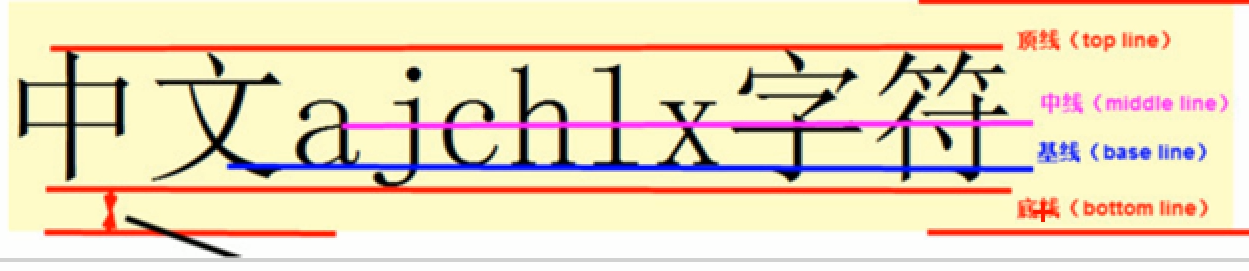 中文ajchlx字符
顶线（top line）
中线（middle line）
基线（base line）
底线（bottom line）